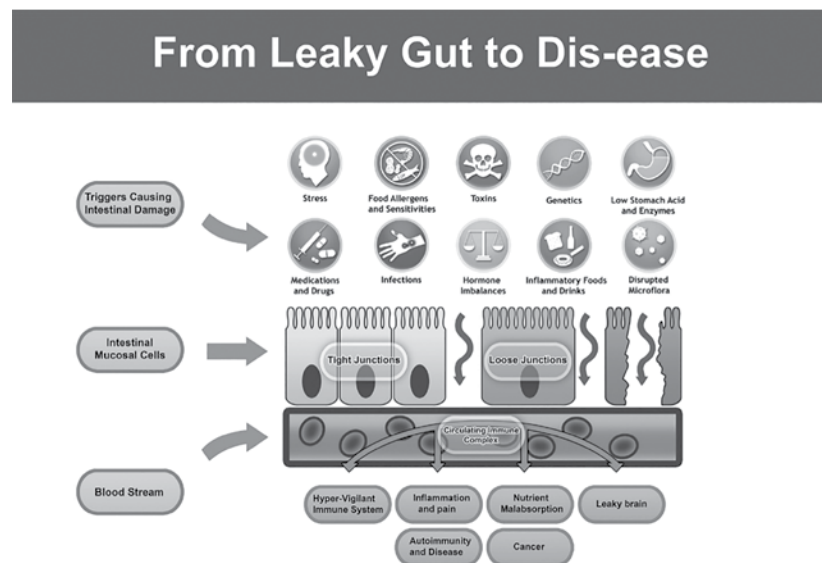 From Leaky Gut to Dis-ease
Triggers Causing
Intestinal Damage
Stress
Food Allergens
and Sensitivities
Toxins
Genetics
Low Stomach Acid
and Enzymes
Medications
and Drugs
Infections
Hormone
Imbalances
Inflammatory Foods
and Drinks
Disrupted
Microflora
Intestinal
Mucosal Cells
Tight Junctions
Loose Junctions
Blood Stream
Circulating Immune
Complex
Hyper-Vigilant
Immune System
Inflammation
and pain
Nutrient
Malabsorption
Leaky brain
Autoimmunity
and Disease
Cancer